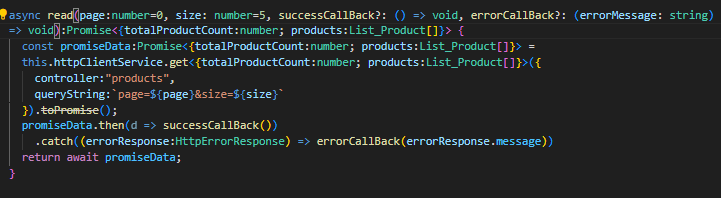 async read(page:number=0, size: number=5, successCallBack?: () => void, errorCallBack?: (errorMessage: string)
=> void):Promise<{totalProductCount:number; products:List_Product[]}> {
  const promiseData:Promise<{totalProductCount:number; products:List_Product[]}> =
  this.httpClientService.get<{totalProductCount:number; products:List_Product[]}>({
    controller:"products",
    queryString:`page=${page}&size=${size}`
  }).toPromise();
  promiseData.then(d => successCallBack())
    .catch((errorResponse:HttpErrorResponse) => errorCallBack(errorResponse.message))
  return await promiseData;
}